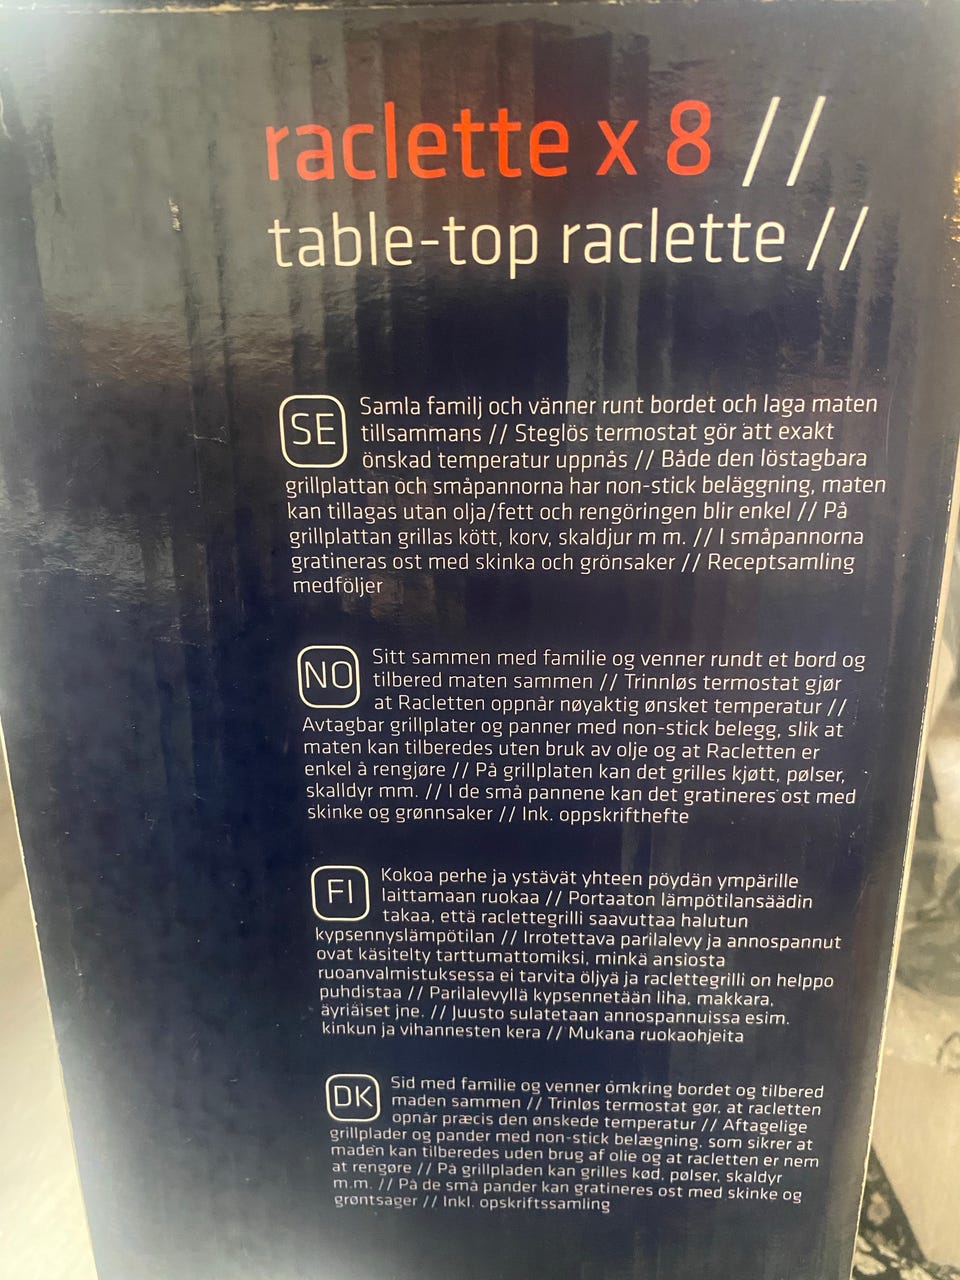 raclette x 8 //
table-top raclette //
SE
Samla familj och vänner runt bordet och laga maten
tillsammans // Steglös termostat gör att exakt
önskad temperatur uppnås // Både den löstagbara
grillplattan och småpannorna har non-stick beläggning, maten
kan tillagas utan olja/fett och rengöringen blir enkel // På
grillplattan grillas kött, korv, skaldjur m m. // I småpannorna
gratineras ost med skinka och grönsaker // Receptsamling
medföljer
NO
Sitt sammen med familie og venner rundt et bord og
tilbered maten sammen // Trinnløs termostat gjør
at Racletten oppnår nøyaktig ønsket temperatur //
Avtagbar grillplater og panner med non-stick belegg, slik at
maten kan tilberedes uten bruk av olje og at Racletten er
enkel å rengjøre // På grillplaten kan det grilles kjøtt, pølser,
skalldyr mm. // I de små pannene kan det gratineres ost med
skinke og grønnsaker // Ink. oppskrifthefte
FI
Kokoa perhe ja ystävät yhteen pöydän ympärille
laittamaan ruokaa // Portaaton lämpötilansäädin
takaa, että raclettegrilli saavuttaa halutun
kypsennyslämpötilan // Irrotettava parilalevy ja annospannut
ovat käsitelty tarttumattomiksi, minkä ansiosta
ruoanvalmistuksessa ei tarvita öljyä ja raclettegrilli on helppo
puhdistaa // Parilalevyllä kypsennetään liha, makkara,
äyriäiset jne. // Juusto sulatetaan annospannuissa esim.
kinkun ja vihannesten kera // Mukana ruokaohjeita
DK
Sid med familie og venner omkring bordet og tilbered
maden sammen // Trinløs termostat gør, at racletten
opnår præcis den ønskede temperatur // Aftagelige
grillplader og pander med non-stick belægning, som sikrer at
maden kan tilberedes uden brug af olie og at racletten er nem
at rengøre // På grillpladen kan grilles kød, pølser, skaldyr
m.m. // På de små pander kan gratineres ost med skinke og
grøntsager // Inkl. opskriftssamling